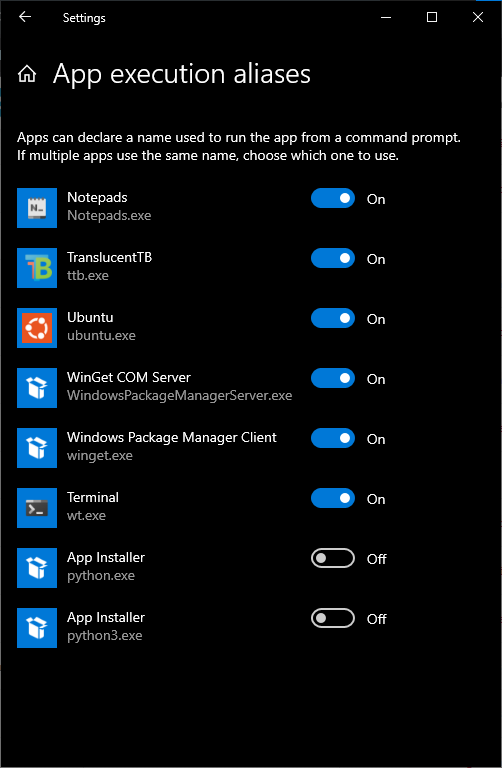 Settings
App execution aliases
Apps can declare a name used to run the app from a command prompt.
If multiple apps use the same name, choose which one to use.
Notepads
Notepads.exe
On
TranslucentTB
ttb.exe
On
Ubuntu
ubuntu.exe
On
WinGet COM Server
WindowsPackageManagerServer.exe
On
Windows Package Manager Client
winget.exe
On
Terminal
wt.exe
On
App Installer
python.exe
Off
App Installer
python3.exe
Off